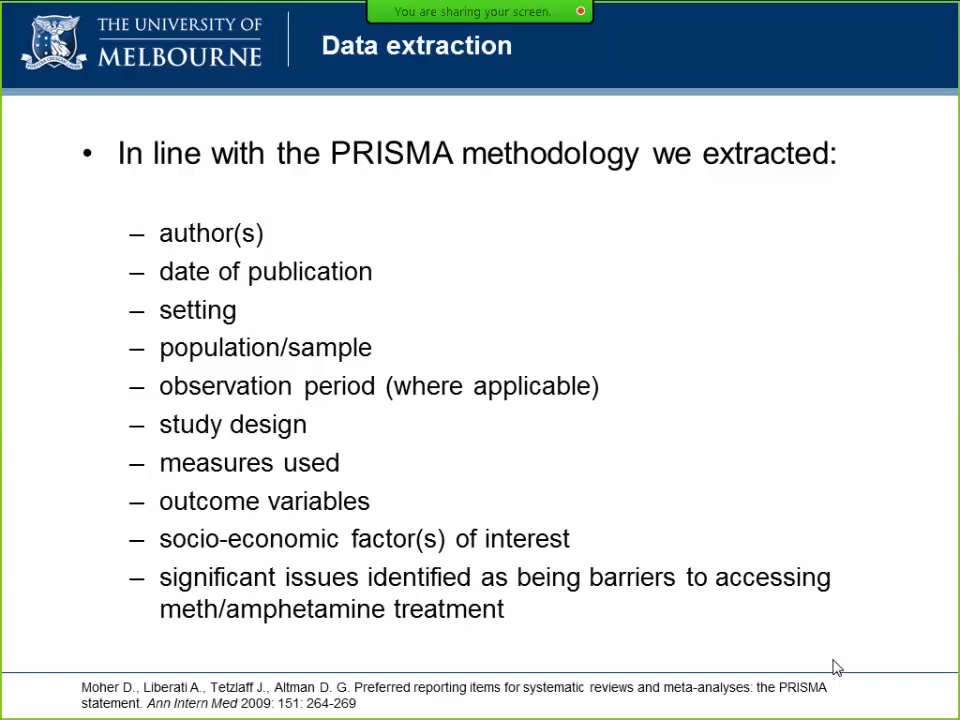 You are sharing your screen.
THE UNIVERSITY OF
MELBOURNE
Data extraction
• In line with the PRISMA methodology we extracted:
– author(s)
– date of publication
– setting
– population/sample
– observation period (where applicable)
– study design
– measures used
– outcome variables
– socio-economic factor(s) of interest
– significant issues identified as being barriers to accessing
meth/amphetamine treatment
Moher D., Liberati A., Tetzlaff J., Altman D. G. Preferred reporting items for systematic reviews and meta-analyses: the PRISMA
statement. Ann Intern Med 2009: 151: 264-269